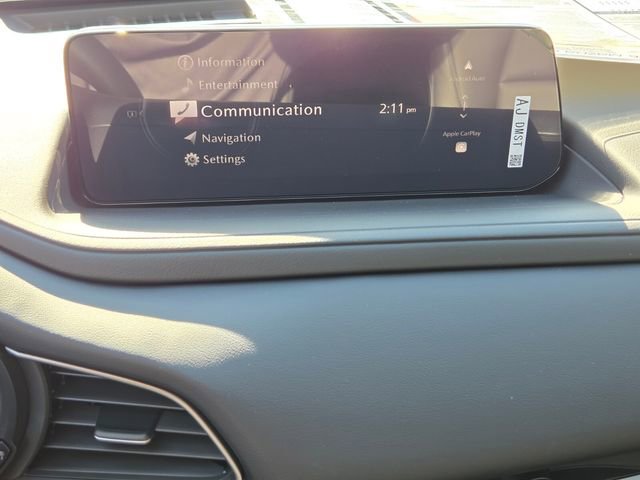 Information
Entertainment
Communication
2:11 pm
Navigation
Settings
Android Auto
Apple CarPlay
AJ DMST